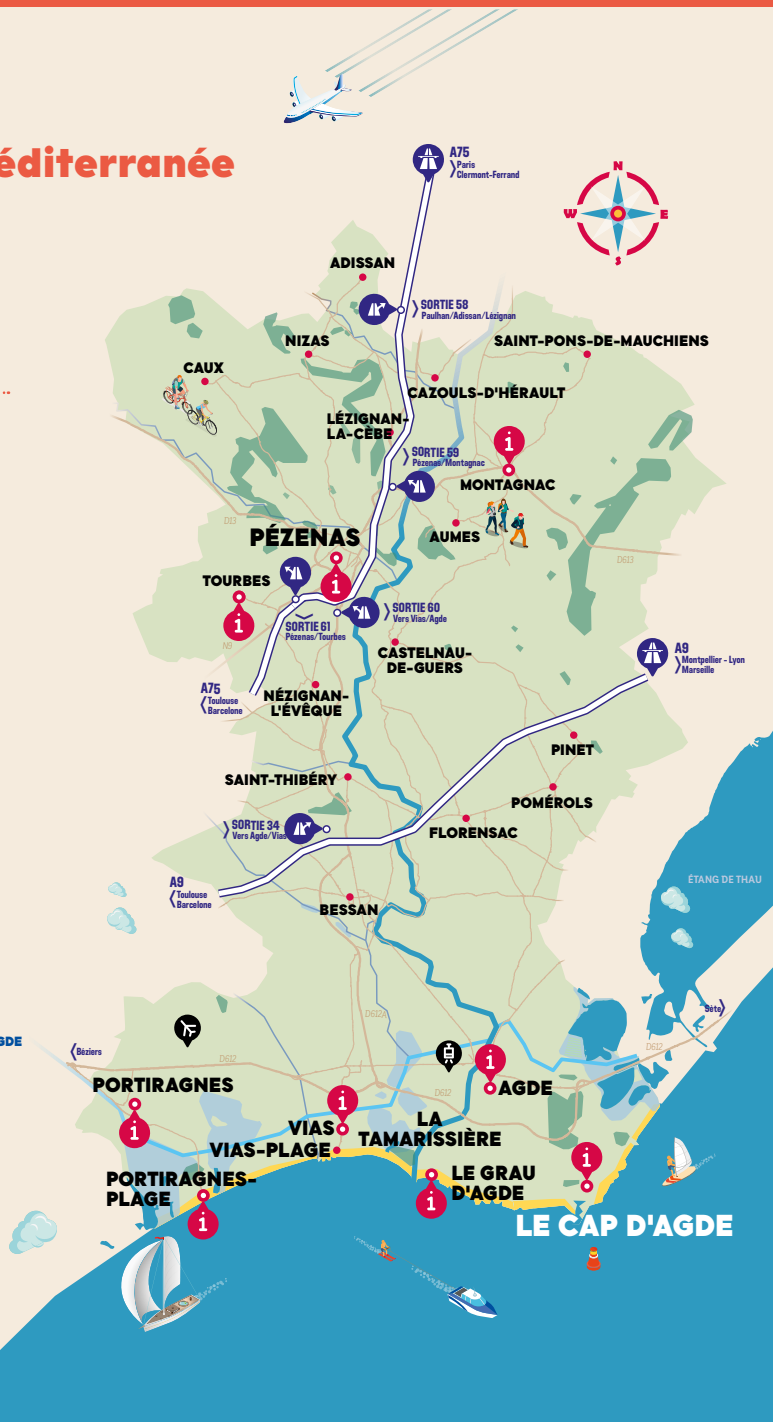 éditerranée
A75
Paris
Clermont-Ferrand
N
W
E
S
ADISSAN
SORTIE 58
Paulhan/Adissan/Lézignan
NIZAS
SAINT-PONS-DE-MAUCHIENS
CAUX
CAZOULS-D'HÉRAULT
LÉZIGNAN-
LA-CÈBE
SORTIE 59
Pézenas/Montagnac
i
MONTAGNAC
D13
PÉZENAS
AUMES
D613
TOURBES
i
i
SORTIE 60
Vers Vias/Agde
SORTIE 61
Pézenas/Tourbes
N9
CASTELNAU-
DE-GUERS
A9
Montpellier - Lyon
Marseille
A75
Toulouse
Barcelone
NÉZIGNAN-
L'ÉVÊQUE
PINET
SAINT-THIBÉRY
POMÉROLS
SORTIE 34
Vers Agde/Vias
FLORENSAC
A9
Toulouse
Barcelone
ÉTANG DE THAU
BESSAN
Sète
D612A
GDE
Béziers
D612
D612
i
PORTIRAGNES
AGDE
D612
i
i
VIAS
LA
TAMARISSIÈRE
VIAS-PLAGE
i
PORTIRAGNES-
PLAGE
LE GRAU
D'AGDE
i
i
LE CAP D'AGDE